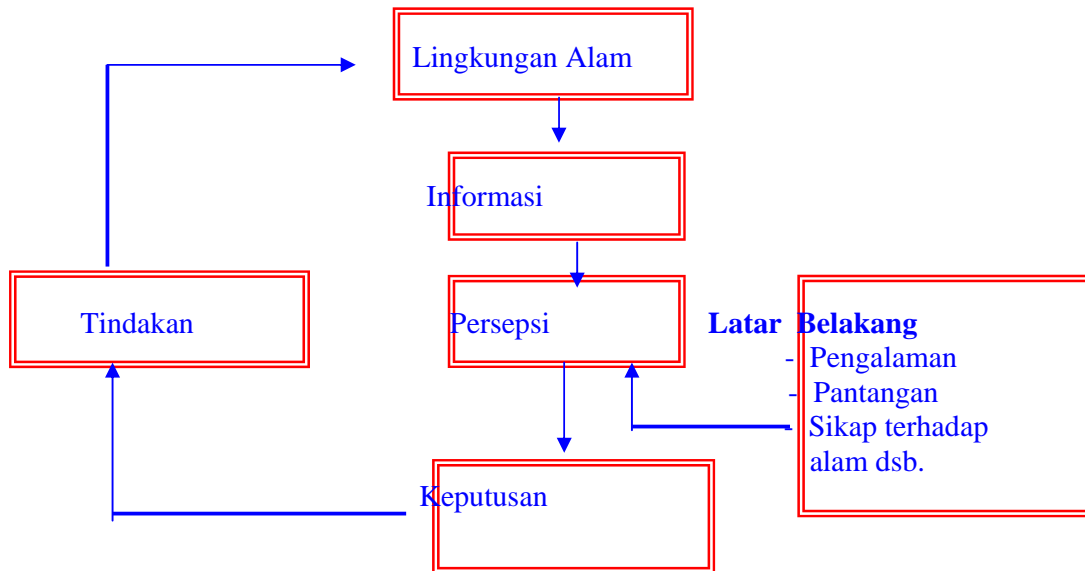 Lingkungan Alam
Informasi
Tindakan
Persepsi
Latar Belakang
- Pengalaman
- Pantangan
- Sikap terhadap
alam dsb.
Keputusan